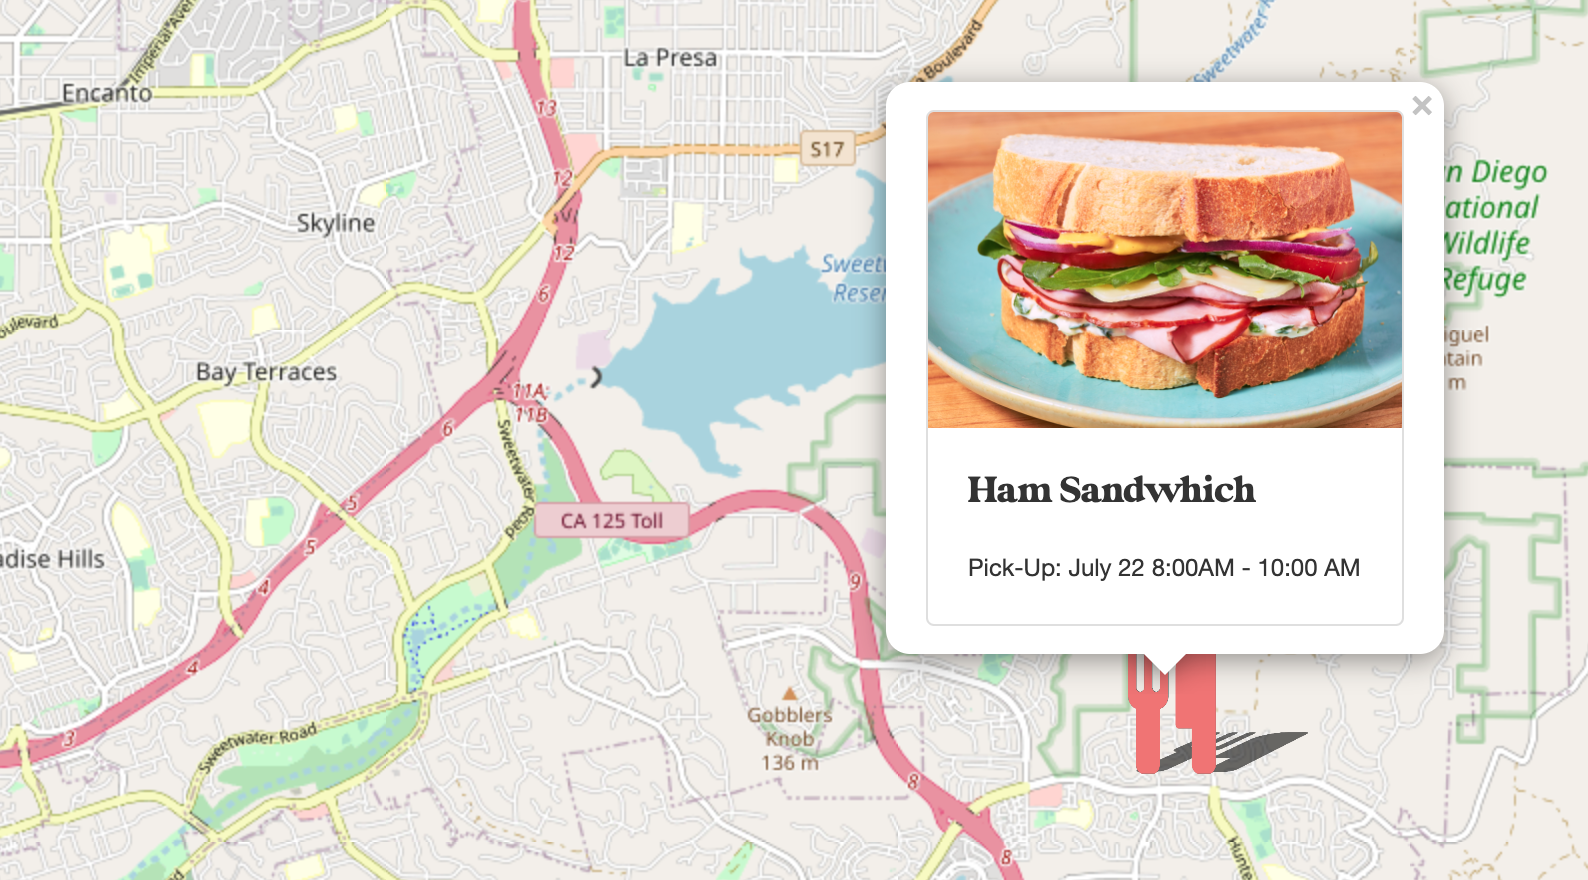 La Presa
Encanto
Imperial Aven
Boulevard
Sweetwater
13
S17
12
Skyline
12
6
Sweetw
Reser
n Diego
ational
Wildlife
Refuge
iguel
tain
m
oulevard
Bay Terraces
11A;
11B
6
Sweetwater Road
5
CA 125 Toll
5
adise Hills
4
9
4
Gobblers
Knob
136 m
3
Sweetwater Road
8
8
Hunte
×
Ham Sandwhich
Pick-Up: July 22 8:00AM - 10:00 AM